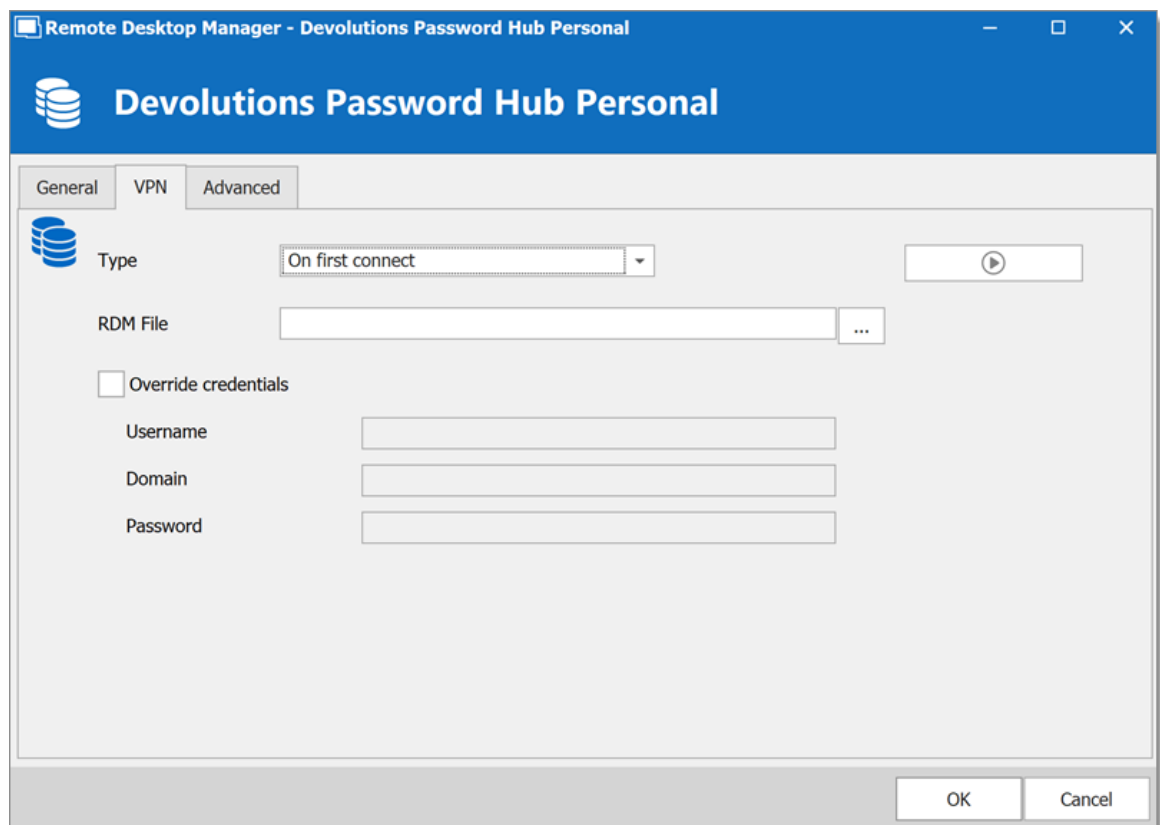 Remote Desktop Manager - Devolutions Password Hub Personal
Devolutions Password Hub Personal
General VPN Advanced
Type On first connect
RDM File ...
Override credentials
Username
Domain
Password
OK Cancel